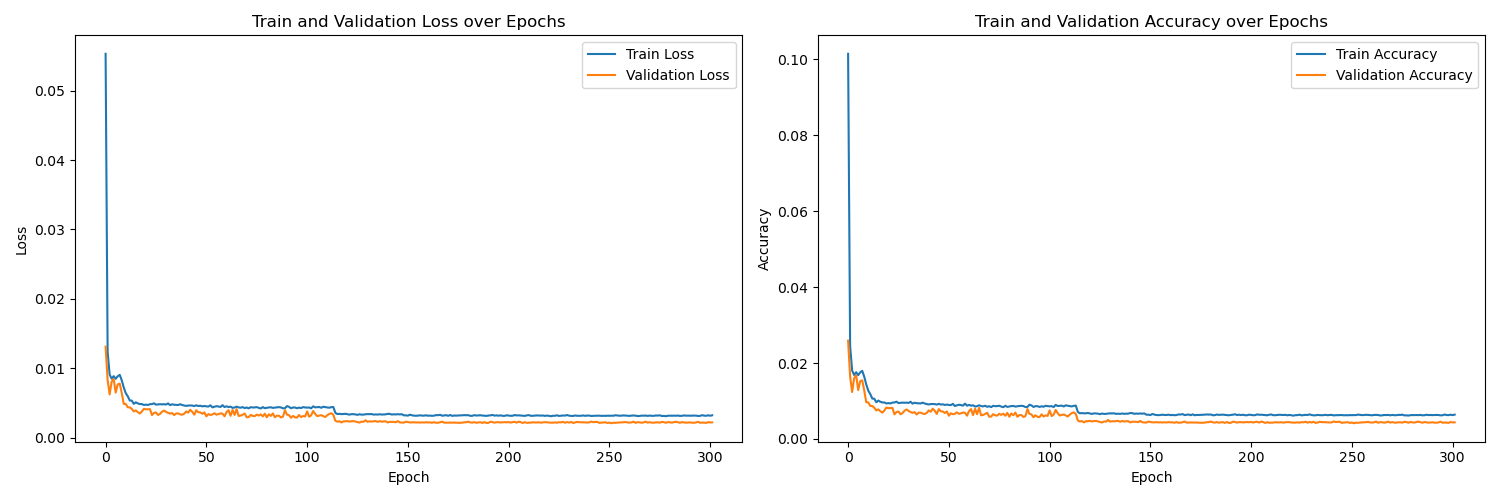 Train and Validation Loss over Epochs
Train Loss
Validation Loss
0.05
0.04
0.03
0.02
0.01
0.00
Loss
0
50
100
150
200
250
300
Epoch
Train and Validation Accuracy over Epochs
Train Accuracy
Validation Accuracy
0.10
0.08
0.06
0.04
0.02
0.00
Accuracy
0
50
100
150
200
250
300
Epoch